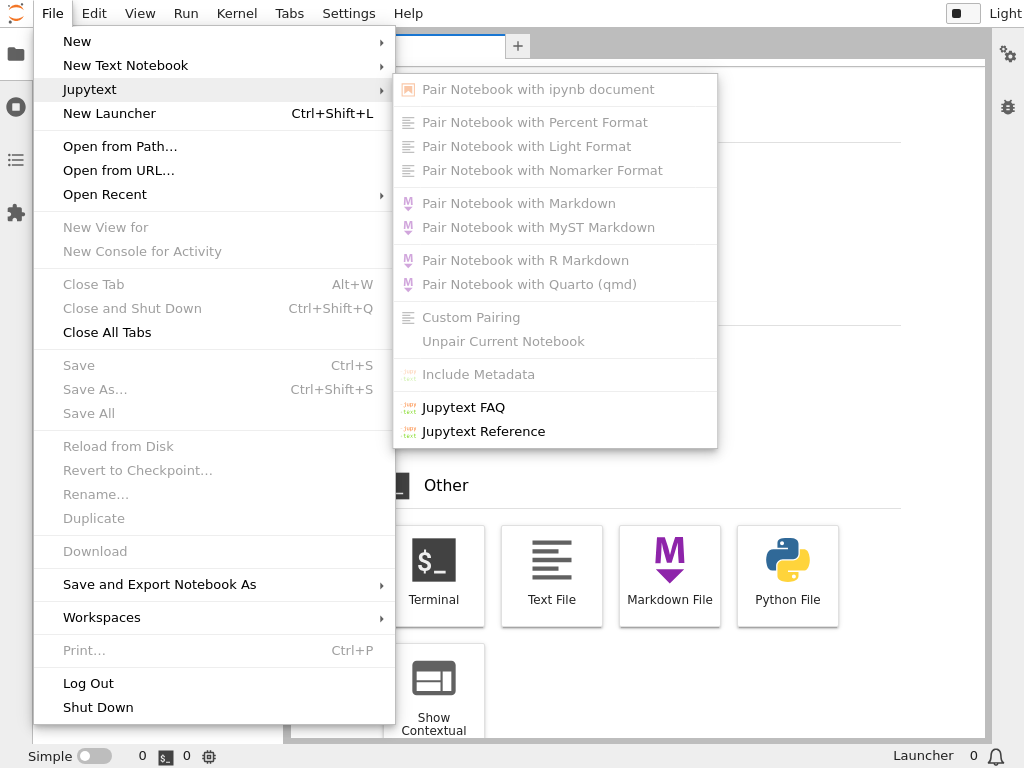 File Edit View Run Kernel Tabs Settings Help Light
New
New Text Notebook
Jupytext
New Launcher Ctrl+Shift+L
Open from Path…
Open from URL…
Open Recent
New View for
New Console for Activity
Close Tab Alt+W
Close and Shut Down Ctrl+Shift+Q
Close All Tabs
Save Ctrl+S
Save As… Ctrl+Shift+S
Save All
Reload from Disk
Revert to Checkpoint…
Rename…
Duplicate
Download
Save and Export Notebook As
Workspaces
Print… Ctrl+P
Log Out
Shut Down
Pair Notebook with ipynb document
Pair Notebook with Percent Format
Pair Notebook with Light Format
Pair Notebook with Nomarker Format
Pair Notebook with Markdown
Pair Notebook with MyST Markdown
Pair Notebook with R Markdown
Pair Notebook with Quarto (qmd)
Custom Pairing
Unpair Current Notebook
Include Metadata
Jupytext FAQ
Jupytext Reference
Other
$_
Terminal
Text File
M
Markdown File
Python File
Show
Contextual
Simple 0 $_ 0 Launcher 0